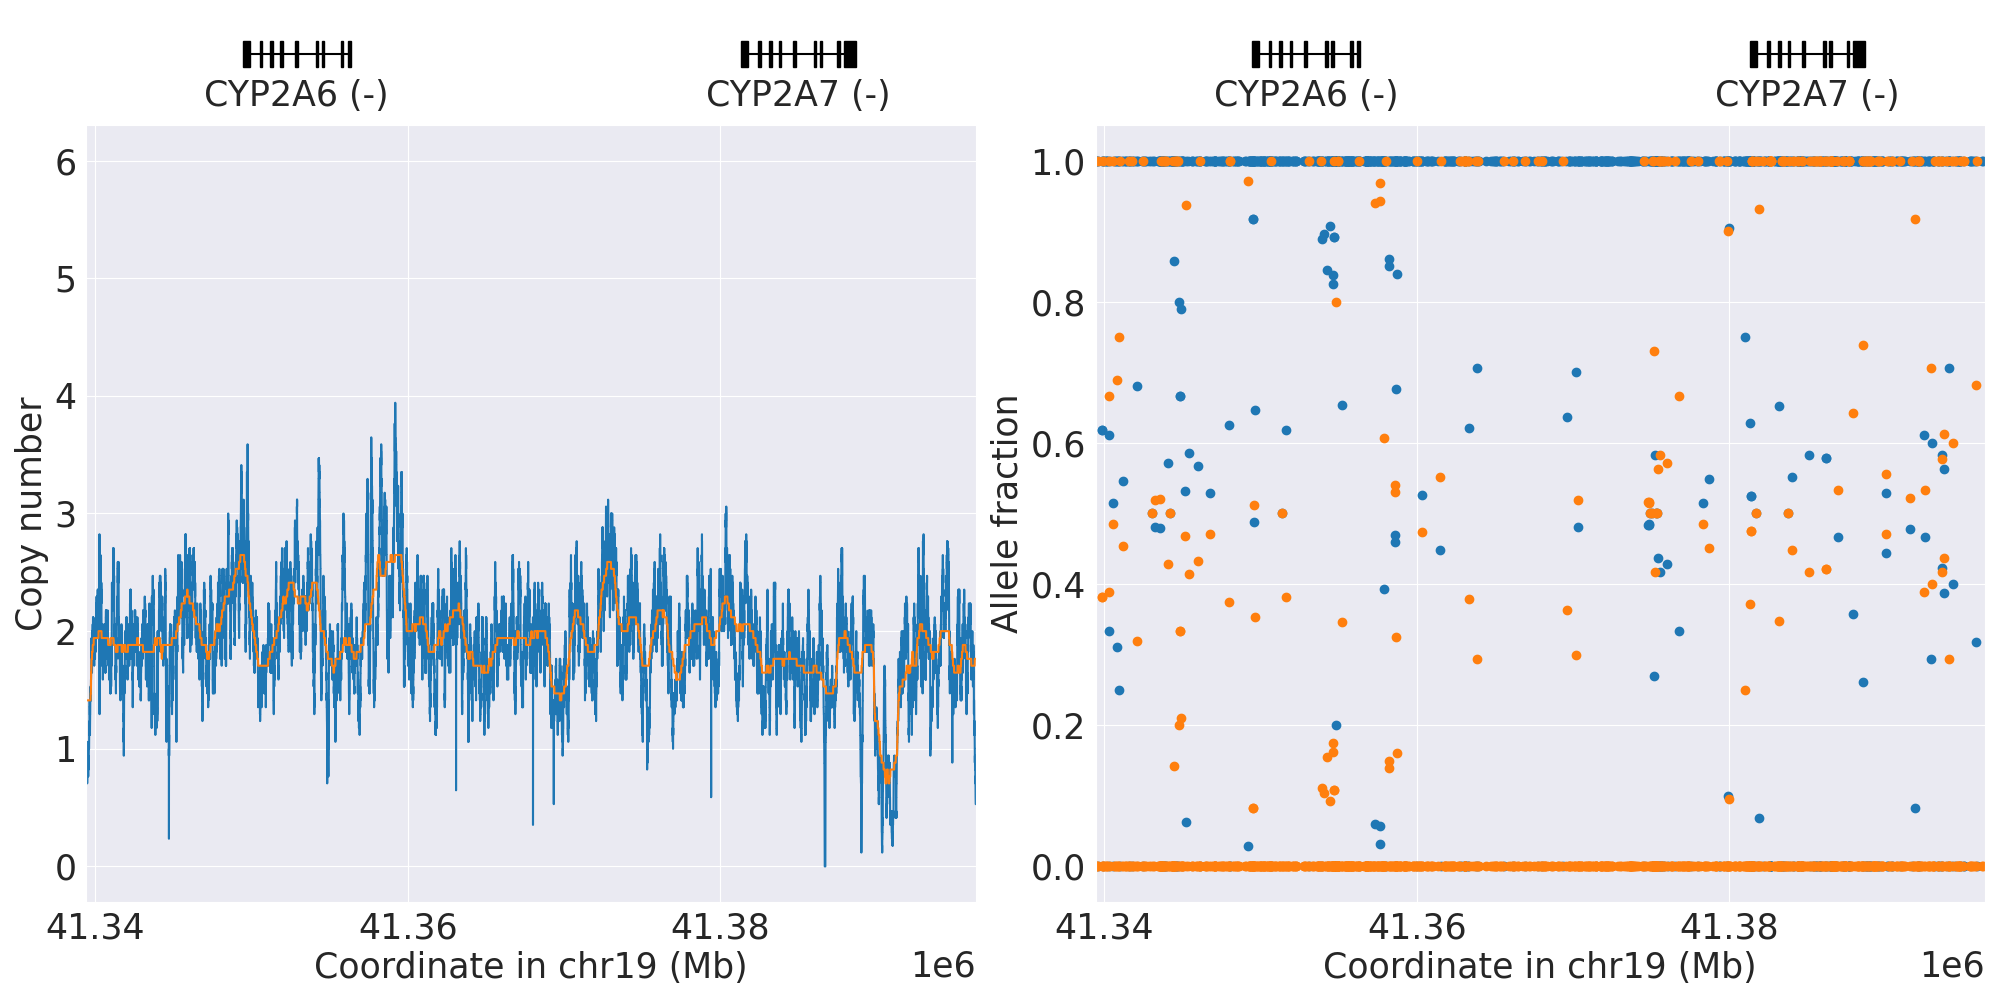 CYP2A6 (-)
CYP2A7 (-)
CYP2A6 (-)
CYP2A7 (-)
Copy number
6
5
4
3
2
1
0
41.34
41.36
41.38
Coordinate in chr19 (Mb)
1e6
Allele fraction
1.0
0.8
0.6
0.4
0.2
0.0
41.34
41.36
41.38
Coordinate in chr19 (Mb)
1e6